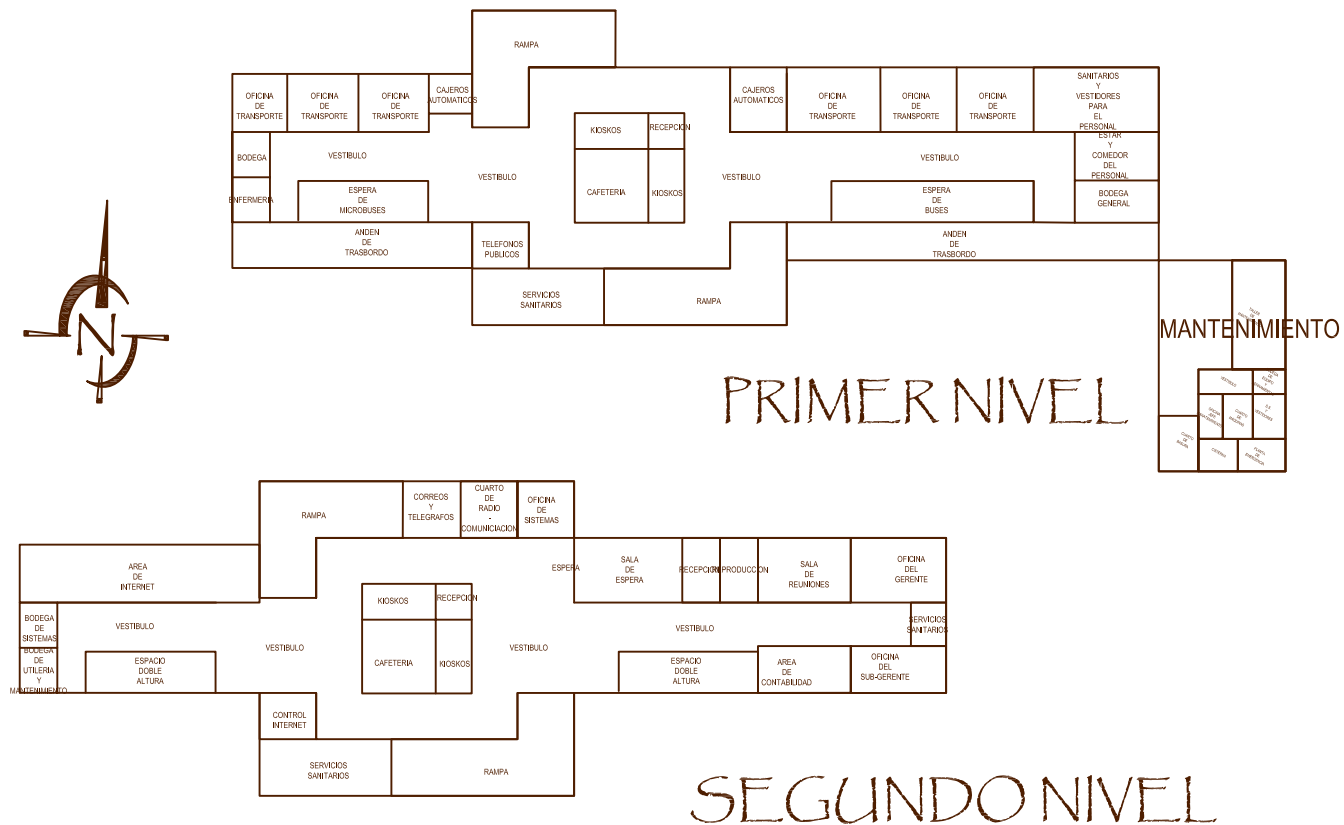 RAMPA
OFICINA
DE
TRANSPORTE
OFICINA
DE
TRANSPORTE
OFICINA
DE
TRANSPORTE
CAJEROS
AUTOMATICOS
CAJEROS
AUTOMATICOS
OFICINA
DE
TRANSPORTE
OFICINA
DE
TRANSPORTE
OFICINA
DE
TRANSPORTE
SANITARIOS
Y
VESTIDORES
PARA
EL
PERSONAL
KIOSKOS
RECEPCION
BODEGA
VESTIBULO
VESTIBULO
CAFETERIA
KIOSKOS
VESTIBULO
VESTIBULO
ESTAR
Y
COMEDOR
DEL
PERSONAL
ENFERMERIA
ESPERA
DE
MICROBUSES
ESPERA
DE
BUSES
BODEGA
GENERAL
ANDEN
DE
TRASBORDO
TELEFONOS
PUBLICOS
ANDEN
DE
TRASBORDO
SERVICIOS
SANITARIOS
RAMPA
MANTENIMIENTO
N
PRIMER NIVEL
RAMPA
CORREOS
Y
TELEGRAFOS
CUARTO
DE
RADIO
-
COMUNICIACION
OFICINA
DE
SISTEMAS
AREA
DE
INTERNET
ESPERA
SALA
DE
ESPERA
RECEPCION
REPRODUCCION
SALA
DE
REUNIONES
OFICINA
DEL
GERENTE
KIOSKOS
RECEPCION
BODEGA
DE
SISTEMAS
VESTIBULO
VESTIBULO
CAFETERIA
KIOSKOS
VESTIBULO
VESTIBULO
SERVICIOS
SANITARIOS
BODEGA
DE
UTILERIA
Y
MANTENIMIENTO
ESPACIO
DOBLE
ALTURA
ESPACIO
DOBLE
ALTURA
AREA
DE
CONTABILIDAD
OFICINA
DEL
SUB-GERENTE
CONTROL
INTERNET
SERVICIOS
SANITARIOS
RAMPA
SEGUNDO NIVEL